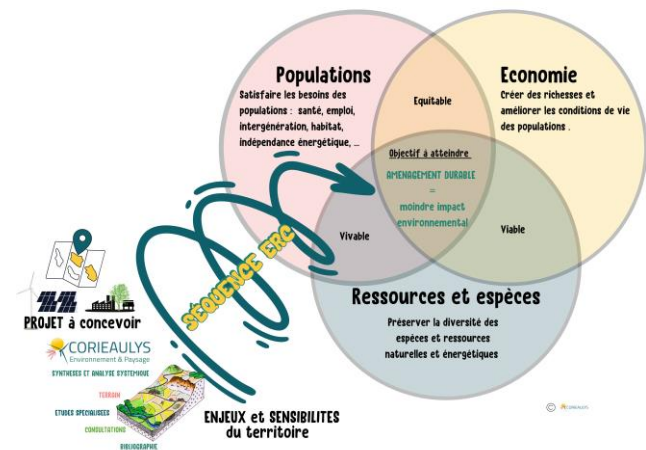 Populations
Satisfaire les besoins des
populations : santé, emploi,
intergénération, habitat,
indépendance énergétique, ...
Economie
Créer des richesses et
améliorer les conditions de vie
des populations .
Equitable
Objectif à atteindre
AMENAGEMENT DURABLE
=
moindre impact
environnemental
Vivable
Viable
Ressources et espèces
Préserver la diversité des
espèces et ressources
naturelles et énergétiques
SÉQUENCE ERC
PROJET à concevoir
CORIEAULYS
Environnement & Paysage
SYNTHESES ET ANALYSE SYSTEMIQUE
TERRAIN
ETUDES SPECIALISEES
CONSULTATIONS
BIBLIOGRAPHIE
ENJEUX et SENSIBILITES
du territoire
© CORIEAULYS